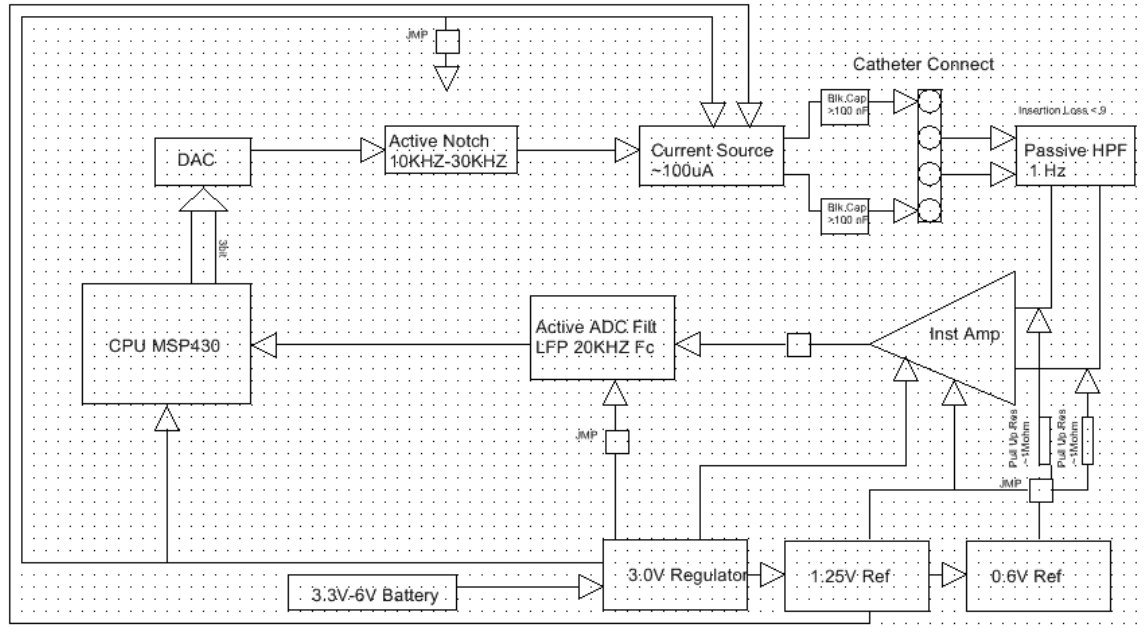 JMP
Catheter Connect
Blk.Cap
>100 nF
Insertion Loss <.9
DAC
Active Notch
10KHZ-30KHZ
Current Source
~100uA
Passive HPF
.1 Hz
Blk.Cap
>100 nF
3bit
CPU MSP430
Active ADC Filt
LFP 20KHZ Fc
Inst Amp
JMP
Pull Up Res
~1Mohm
Pull Up Res
~1Mohm
JMP
3.3V-6V Battery
3.0V Regulator
1.25V Ref
0.6V Ref